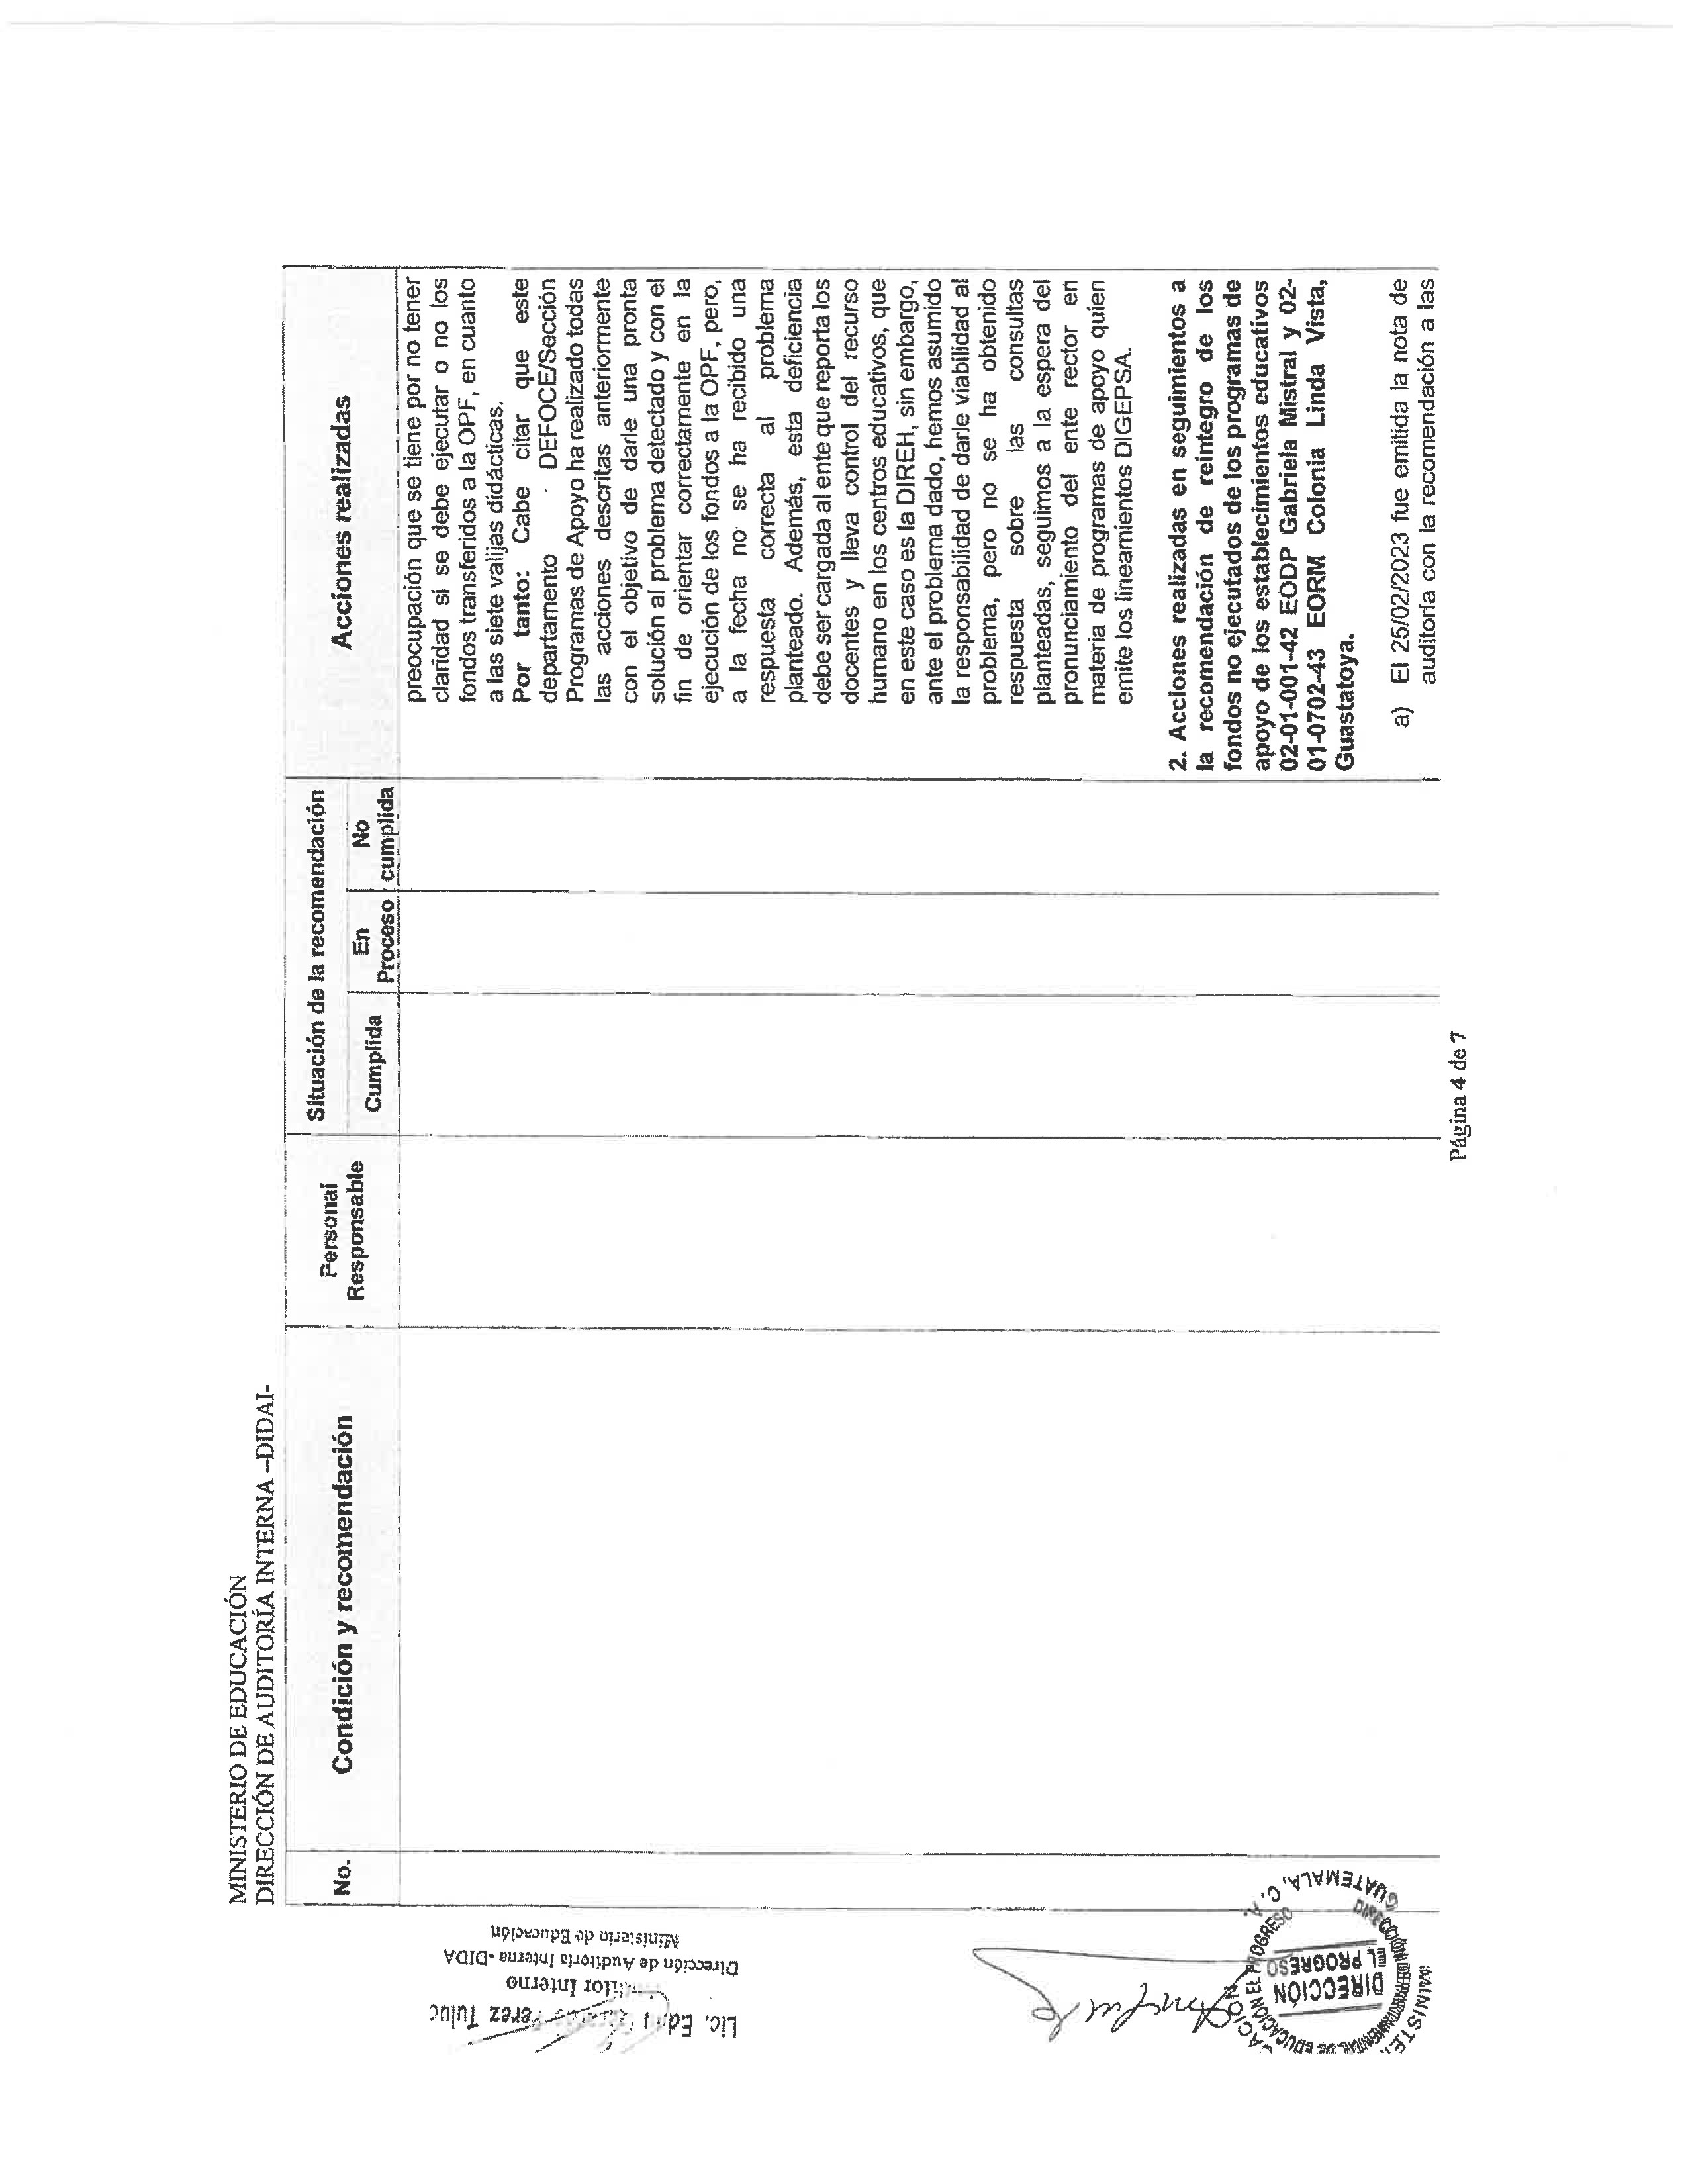 MINISTERIO DE EDUCACIÓN
DIRECCIÓN DE AUDITORÍA INTERNA –DIDAI-
No.
Condición y recomendación
Personal
Responsable
Situación de la recomendación
Cumplida
En
Proceso
No
cumplida
Acciones realizadas
preocupación que se tiene por no tener
claridad si se debe ejecutar o no los
fondos transferidos a la OPF, en cuanto
a las siete valijas didácticas.
Por tanto: Cabe citar que este
departamento DEFOCE/Sección
Programas de Apoyo ha realizado todas
las acciones descritas anteriormente
con el objetivo de darle una pronta
solución al problema detectado y con el
fin de orientar correctamente en la
ejecución de los fondos a la OPF, pero,
a la fecha no se ha recibido una
respuesta correcta al problema
planteado. Además, esta deficiencia
debe ser cargada al ente que reporta los
docentes y lleva control del recurso
humano en los centros educativos, que
en este caso es la DIREH, sin embargo,
ante el problema dado, hemos asumido
la responsabilidad de darle viabilidad al
problema, pero no se ha obtenido
respuesta sobre las consultas
planteadas, seguimos a la espera del
pronunciamiento del ente rector en
materia de programas de apoyo quien
emite los lineamientos DIGEPSA.
2. Acciones realizadas en seguimientos a
la recomendación de reintegro de los
fondos no ejecutados de los programas de
apoyo de los establecimientos educativos
02-01-001-42 EODP Gabriela Mistral y 02-
01-0702-43 EORM Colonia Linda Vista,
Guastatoya.
a) El 25/02/2023 fue emitida la nota de
auditoría con la recomendación a las
Página 4 de 7
Lic. Perez Tuluc
Auditor Interno
Dirección de Auditoria Interna -DIDA
Ministerio de Educación
DIRECCIÓN
EL PROGRESO
GUATEMALA, C. A.